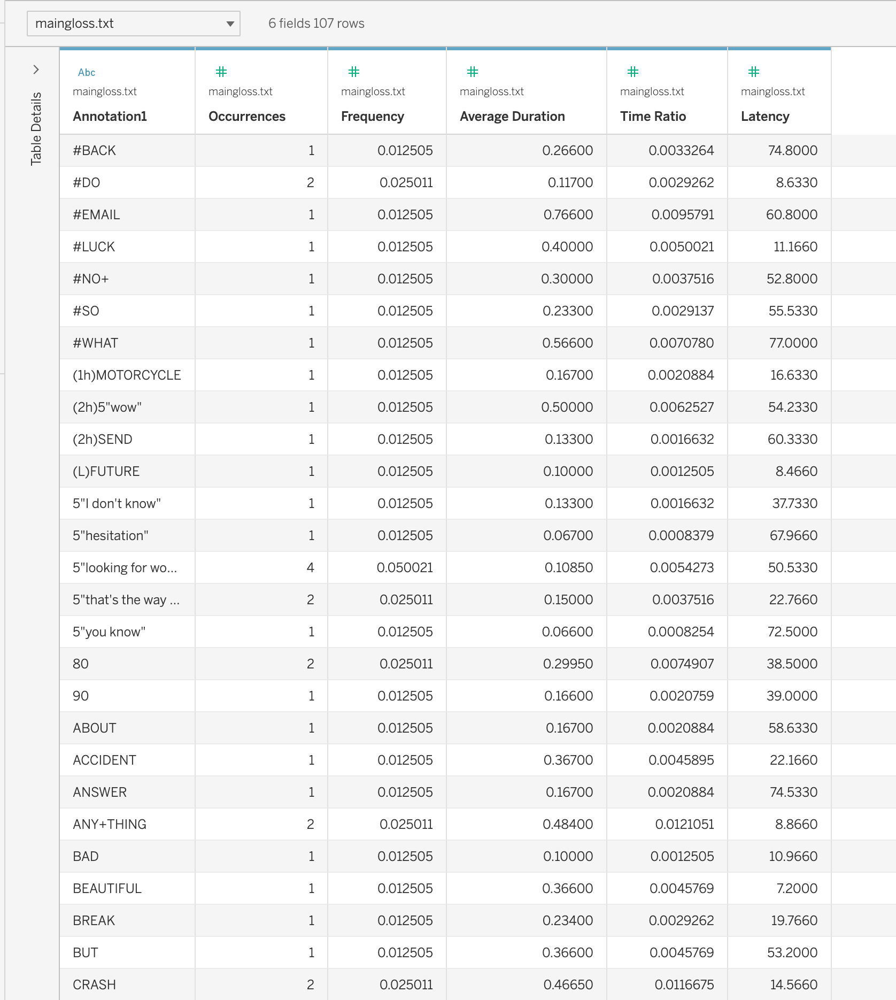 maingloss.txt 6 fields 107 rows
Table Details
Abc # # # # #
maingloss.txt maingloss.txt maingloss.txt maingloss.txt maingloss.txt maingloss.txt
Annotation1 Occurrences Frequency Average Duration Time Ratio Latency
#BACK 1 0.012505 0.26600 0.0033264 74.8000
#DO 2 0.025011 0.11700 0.0029262 8.6330
#EMAIL 1 0.012505 0.76600 0.0095791 60.8000
#LUCK 1 0.012505 0.40000 0.0050021 11.1660
#NO+ 1 0.012505 0.30000 0.0037516 52.8000
#SO 1 0.012505 0.23300 0.0029137 55.5330
#WHAT 1 0.012505 0.56600 0.0070780 77.0000
(1h)MOTORCYCLE 1 0.012505 0.16700 0.0020884 16.6330
(2h)5"wow" 1 0.012505 0.50000 0.0062527 54.2330
(2h)SEND 1 0.012505 0.13300 0.0016632 60.3330
(L)FUTURE 1 0.012505 0.10000 0.0012505 8.4660
5"I don't know" 1 0.012505 0.13300 0.0016632 37.7330
5"hesitation" 1 0.012505 0.06700 0.0008379 67.9660
5"looking for wo... 4 0.050021 0.10850 0.0054273 50.5330
5"that's the way ... 2 0.025011 0.15000 0.0037516 22.7660
5"you know" 1 0.012505 0.06600 0.0008254 72.5000
80 2 0.025011 0.29950 0.0074907 38.5000
90 1 0.012505 0.16600 0.0020759 39.0000
ABOUT 1 0.012505 0.16700 0.0020884 58.6330
ACCIDENT 1 0.012505 0.36700 0.0045895 22.1660
ANSWER 1 0.012505 0.16700 0.0020884 74.5330
ANY+THING 2 0.025011 0.48400 0.0121051 8.8660
BAD 1 0.012505 0.10000 0.0012505 10.9660
BEAUTIFUL 1 0.012505 0.36600 0.0045769 7.2000
BREAK 1 0.012505 0.23400 0.0029262 19.7660
BUT 1 0.012505 0.36600 0.0045769 53.2000
CRASH 2 0.025011 0.46650 0.0116675 14.5660